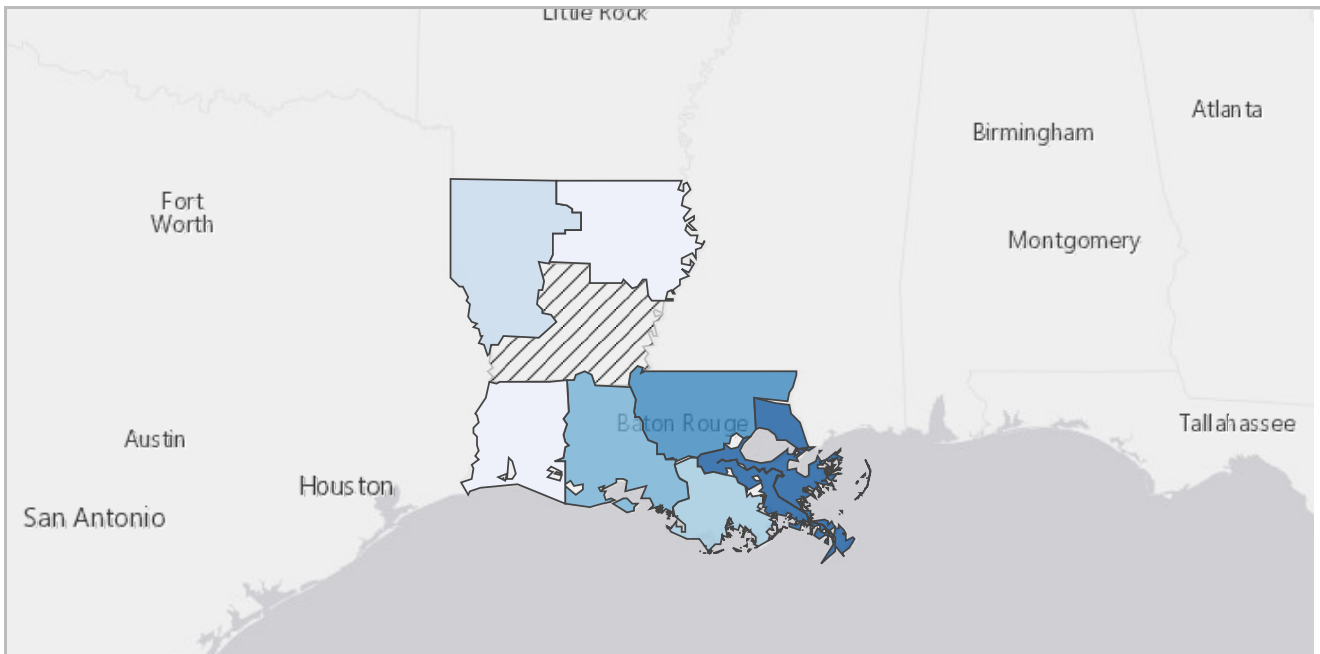 Little Rock
Atlanta
Birmingham
Fort
Worth
Montgomery
Baton Rouge
Tallahassee
Austin
Houston
San Antonio